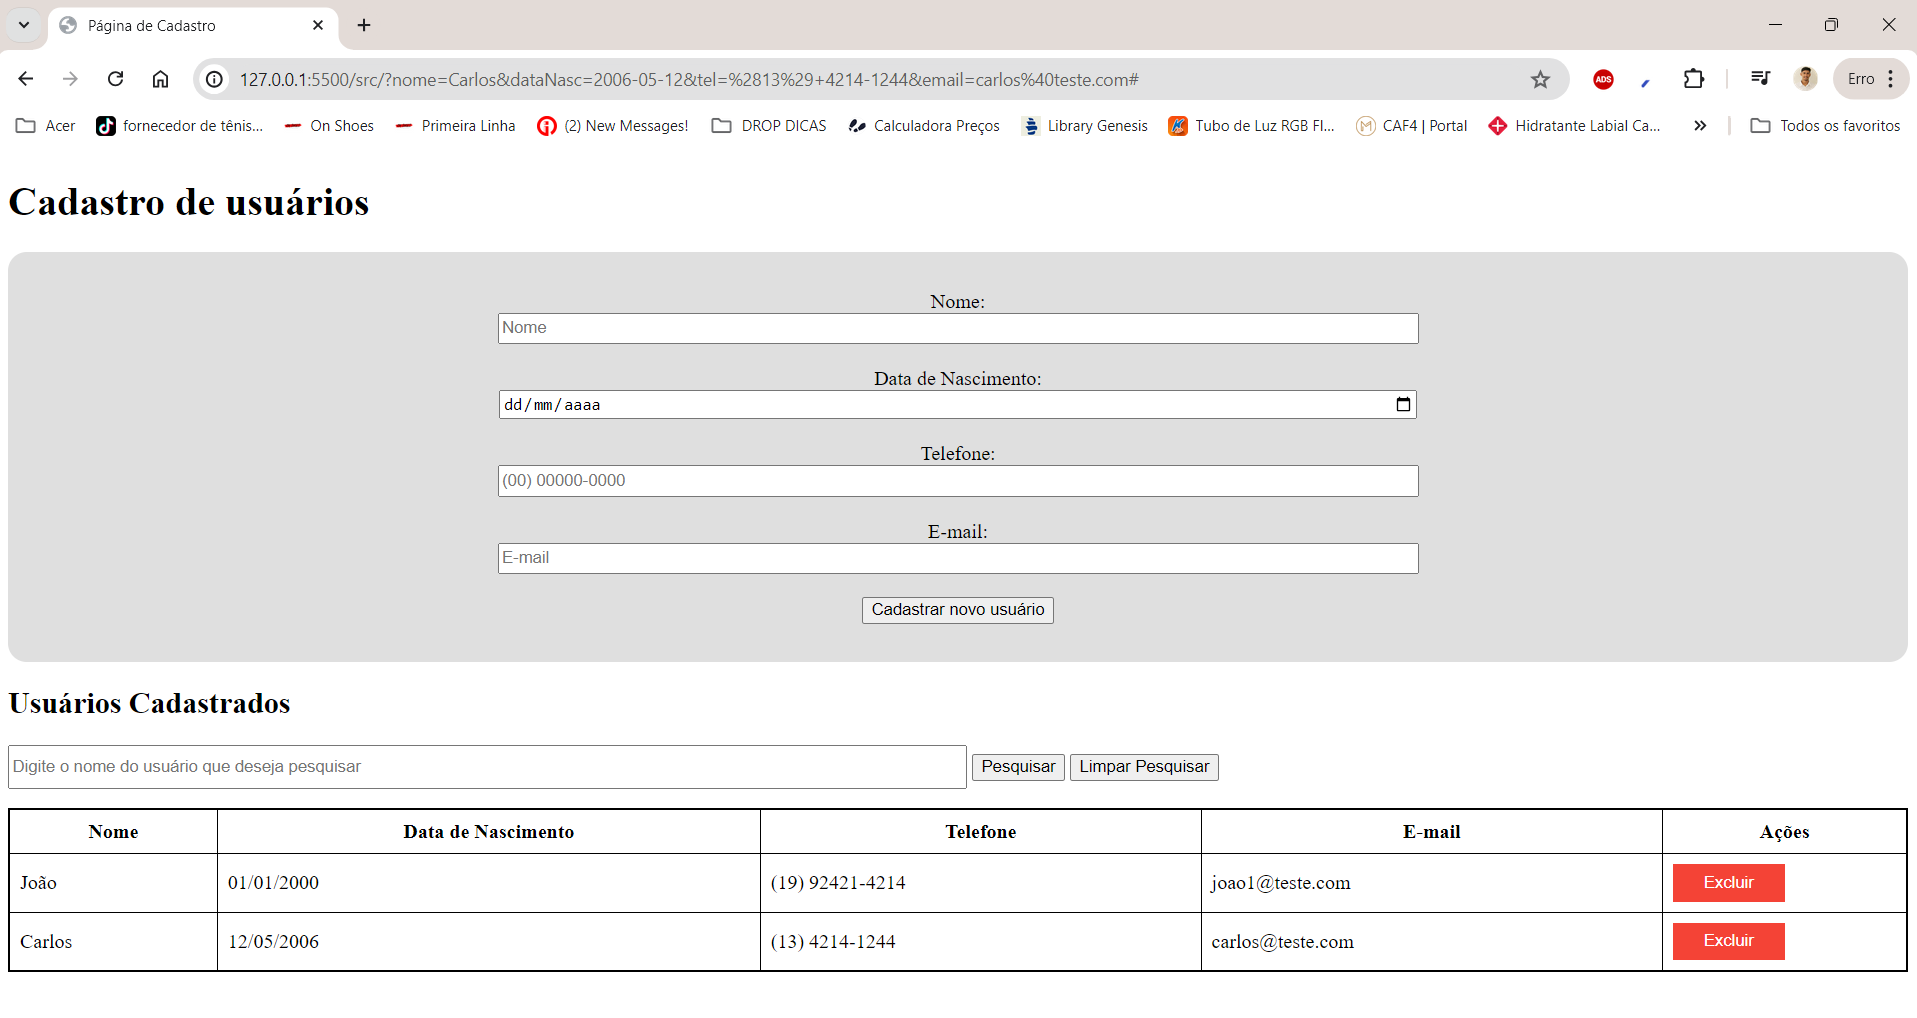 Página de Cadastro
127.0.0.1:5500/src/?nome=Carlos&dataNasc=2006-05-12&tel=%2813%29+4214-1244&email=carlos%40teste.com#
ADS
Erro
Acer
fornecedor de tênis...
On Shoes
Primeira Linha
(2) New Messages!
DROP DICAS
Calculadora Preços
Library Genesis
Tubo de Luz RGB Fl...
CAF4 | Portal
Hidratante Labial Ca...
Todos os favoritos
Cadastro de usuários
Nome:
Nome
Data de Nascimento:
dd/mm/aaaa
Telefone:
(00) 00000-0000
E-mail:
E-mail
Cadastrar novo usuário
Usuários Cadastrados
Digite o nome do usuário que deseja pesquisar Pesquisar Limpar Pesquisar
Nome Data de Nascimento Telefone E-mail Ações
João 01/01/2000 (19) 92421-4214 joao1@teste.com Excluir
Carlos 12/05/2006 (13) 4214-1244 carlos@teste.com Excluir